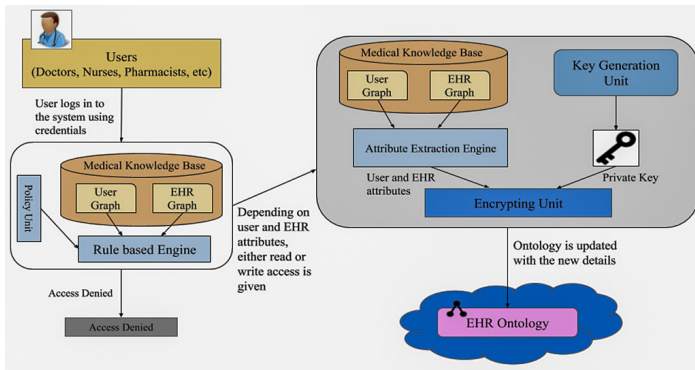 Users
(Doctors, Nurses, Pharmacists, etc)
User logs in to
the system using
credentials
Medical Knowledge Base
User
Graph
EHR
Graph
Policy Unit
Rule based Engine
Access Denied
Access Denied
Depending on
user and EHR
attributes,
either read or
write access is
given
Medical Knowledge Base
User
Graph
EHR
Graph
Key Generation
Unit
Attribute Extraction Engine
User and EHR
attributes
Private Key
Encrypting Unit
Ontology is updated
with the new details
EHR Ontology